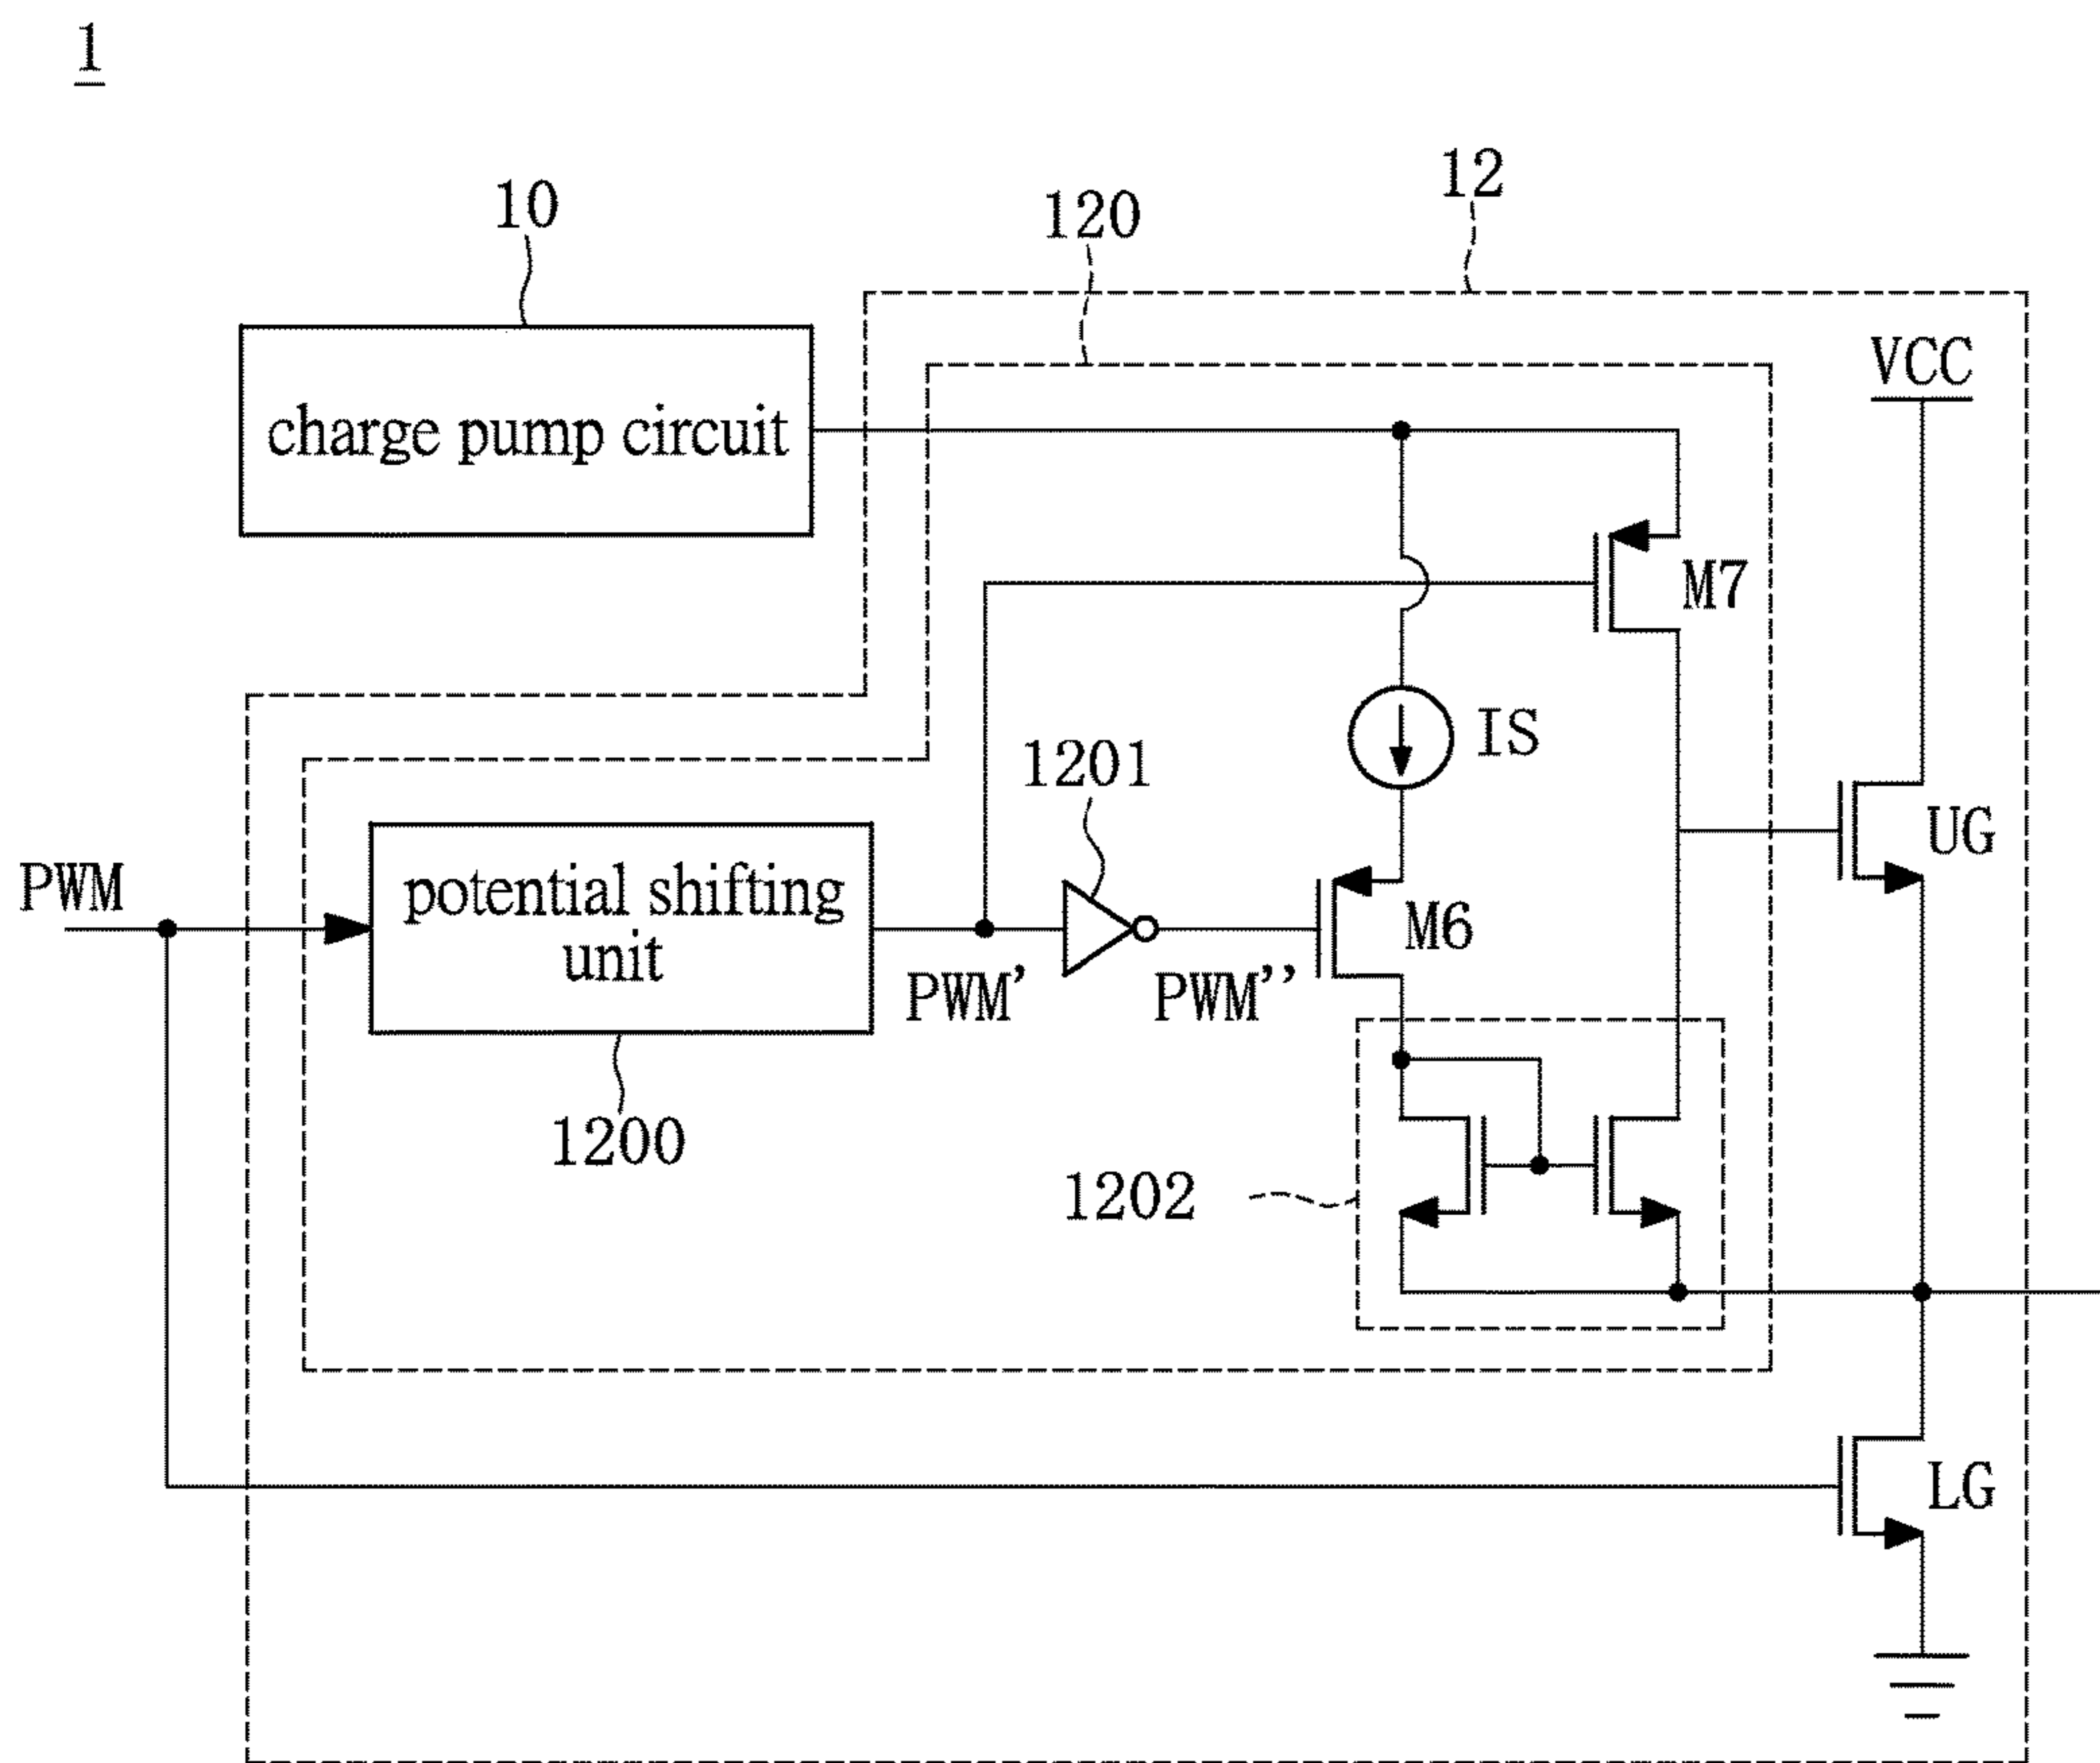 1
10
120
12
charge pump circuit
VCC
M7
IS
1201
UG
PWM
potential shifting
unit
M6
PWM'
PWM''
1200
1202
LG